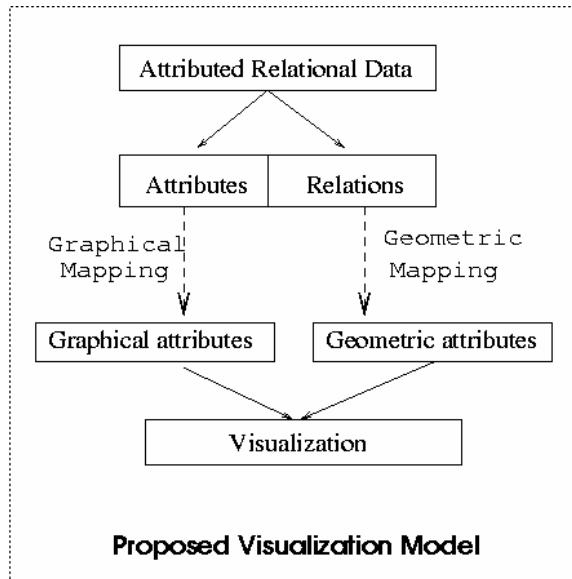 Attributed Relational Data
Attributes
Relations
Graphical
Mapping
Geometric
Mapping
Graphical attributes
Geometric attributes
Visualization
Proposed Visualization Model